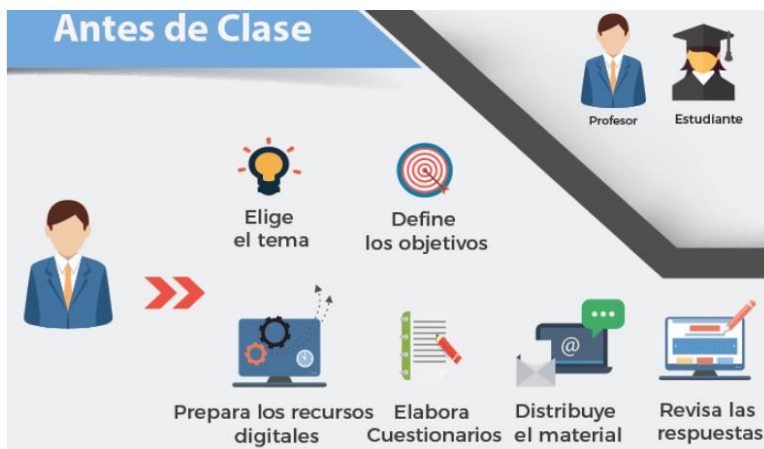 Antes de Clase
Profesor
Estudiante
Elige
el tema
Define
los objetivos
Prepara los recursos
digitales
Elabora
Cuestionarios
@
Distribuye
el material
Revisa las
respuestas